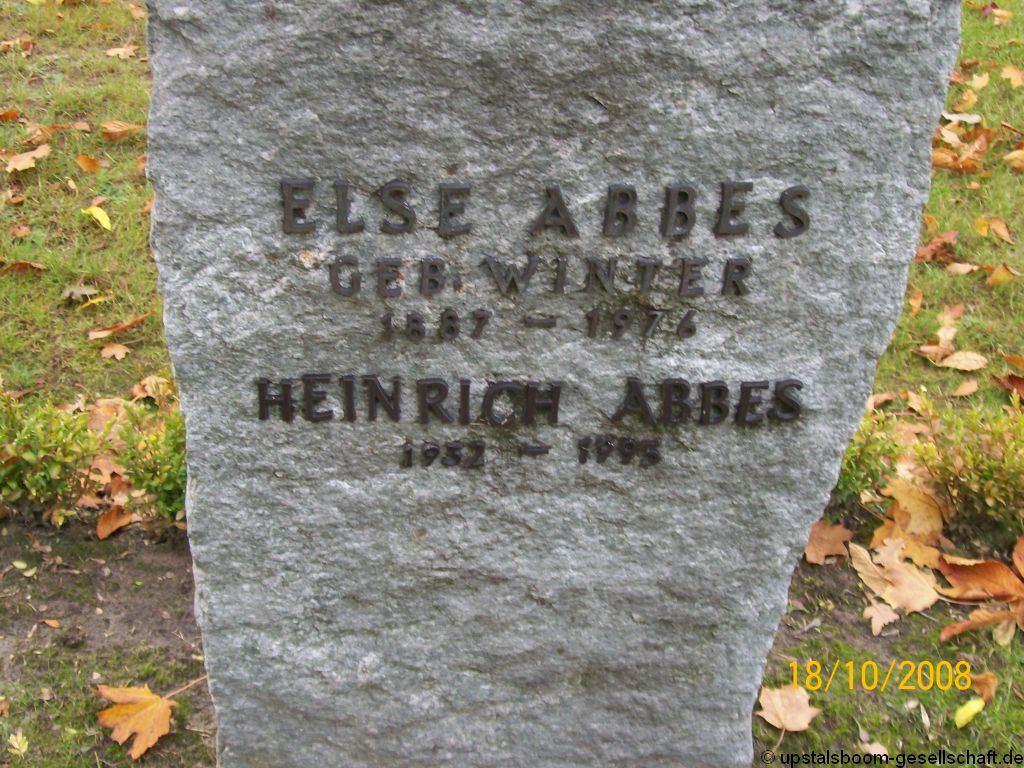 ELSE ABBES
GEB. WINTER
1887 – 1976
HEINRICH ABBES
1932 – 1995
18/10/2008
© upstalsboom-gesellschaft.de